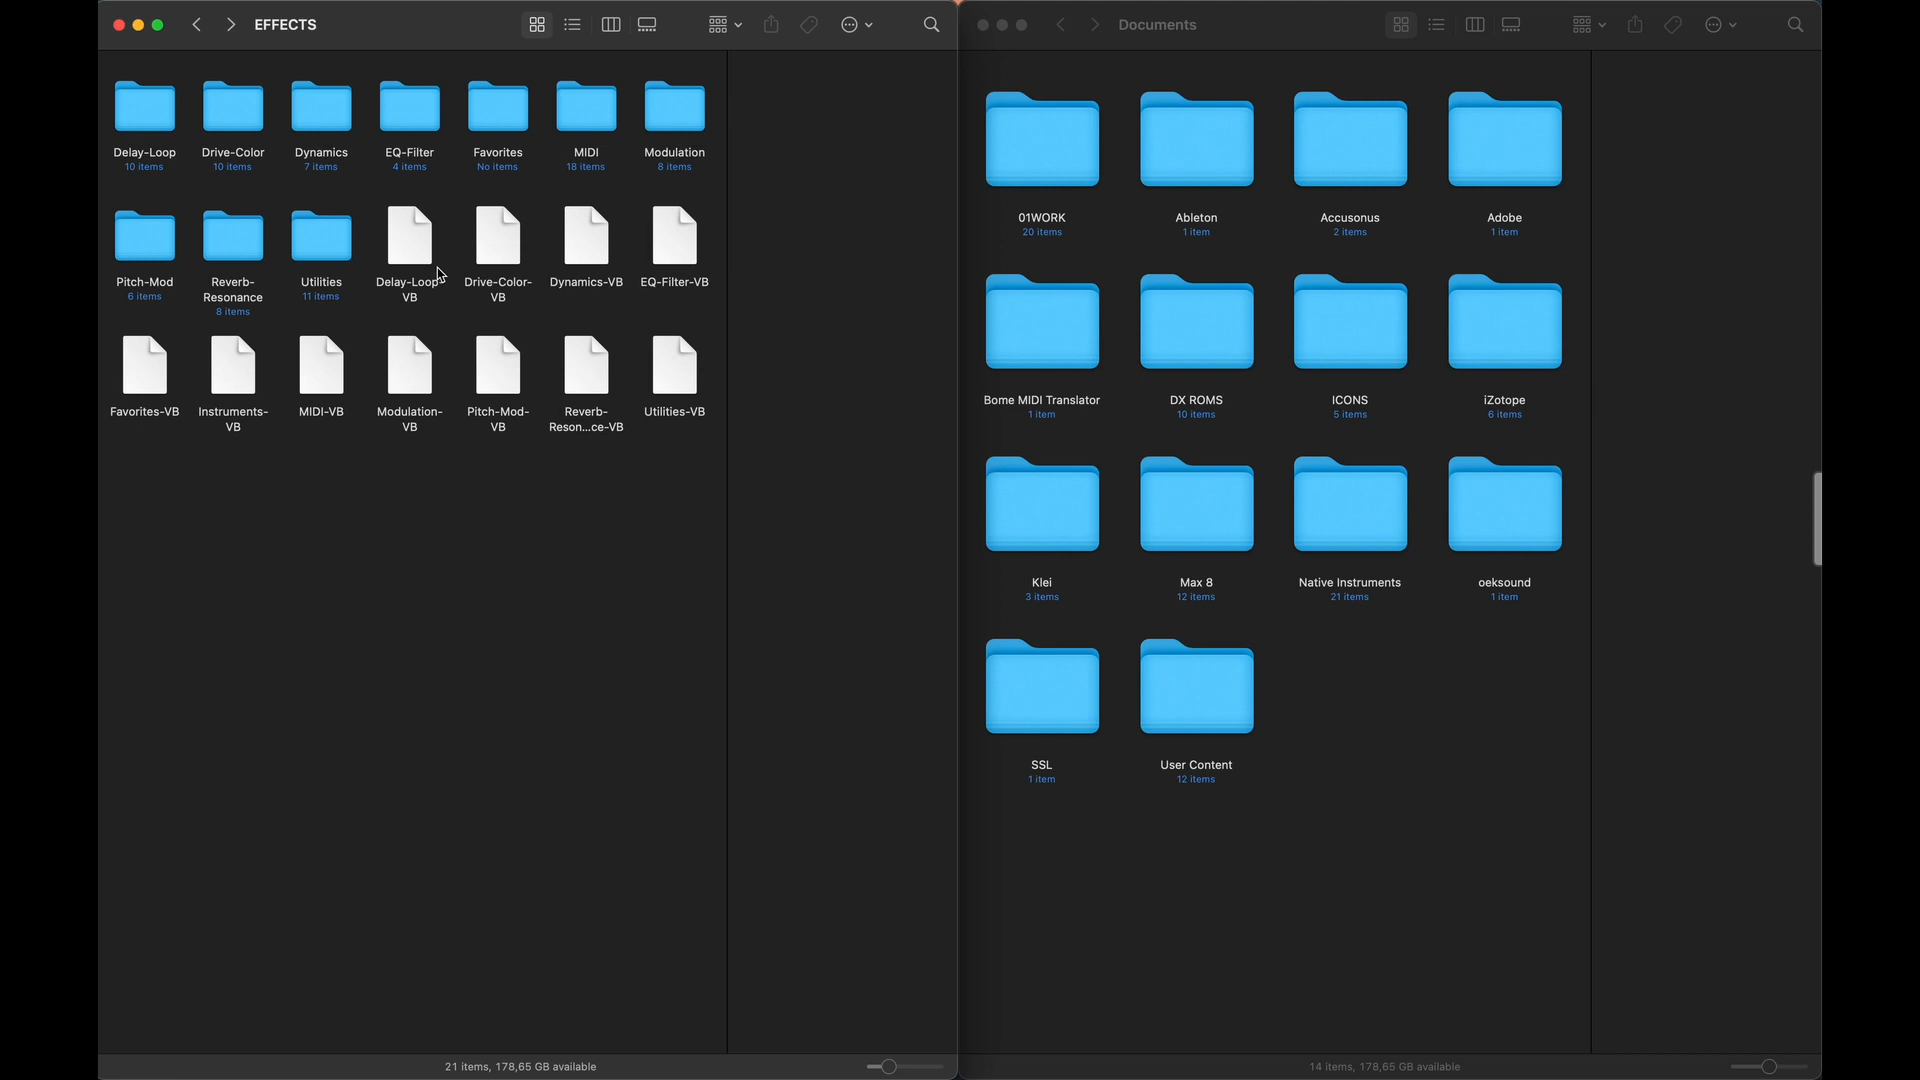 EFFECTS
Delay-Loop
10 items
Drive-Color
10 items
Dynamics
7 items
EQ-Filter
4 items
Favorites
No items
MIDI
18 items
Modulation
8 items
Pitch-Mod
6 items
Reverb-
Resonance
8 items
Utilities
11 items
Delay-Loop-
VB
Drive-Color-
VB
Dynamics-VB
EQ-Filter-VB
Favorites-VB
Instruments-
VB
MIDI-VB
Modulation-
VB
Pitch-Mod-
VB
Reverb-
Reson...ce-VB
Utilities-VB
21 items, 178,65 GB available
Documents
01WORK
20 items
Ableton
1 item
Accusonus
2 items
Adobe
1 item
Bome MIDI Translator
1 item
DX ROMS
10 items
ICONS
5 items
iZotope
6 items
Klei
3 items
Max 8
12 items
Native Instruments
21 items
oeksound
1 item
SSL
1 item
User Content
12 items
14 items, 178,65 GB available